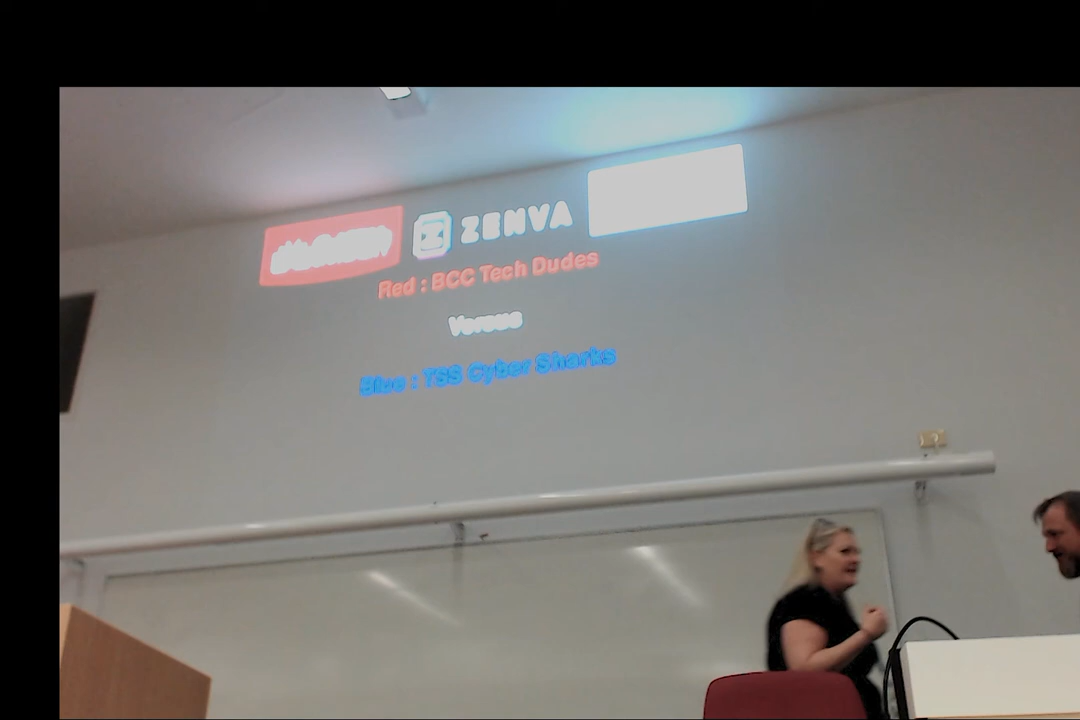 ZENVA
Red : BCC Tech Dudes
Versus
Blue : TSS Cyber Sharks